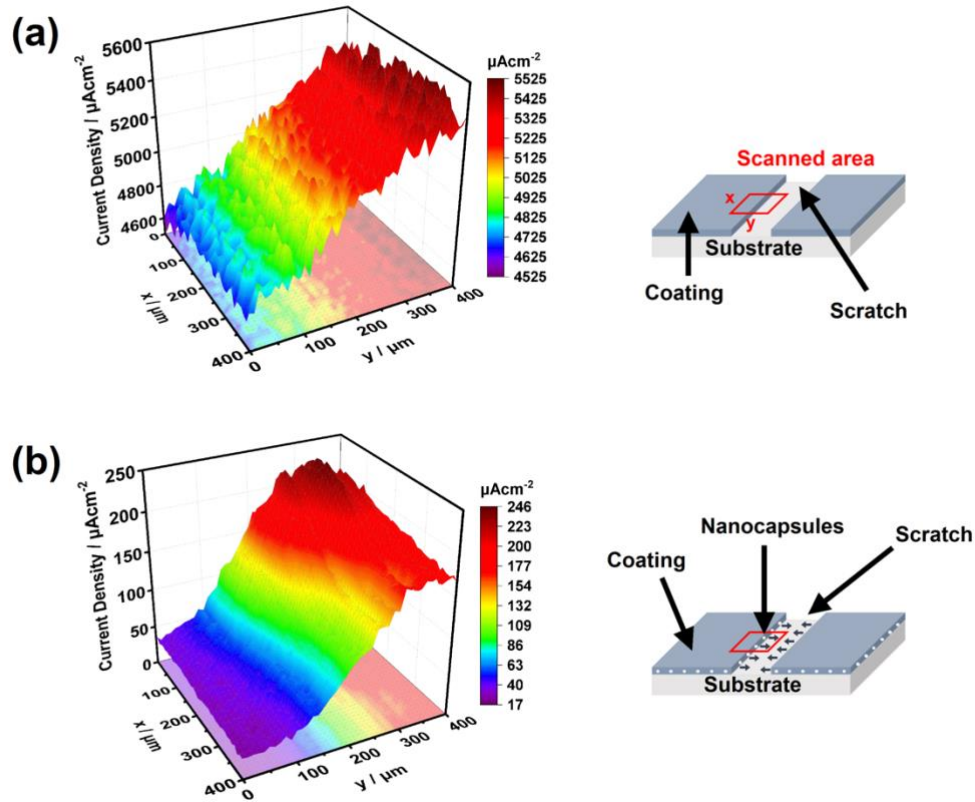 (a)
Current Density / µAcm⁻²
5600
5400
5200
5000
4800
4600
0
100
200
300
400
x / µm
0
100
200
300
400
y / µm
µAcm⁻²
5525
5425
5225
5125
5025
4925
4825
4725
4625
4525
Scanned area
x
y
Substrate
Coating
Scratch
(b)
Current Density / µAcm⁻²
250
200
150
100
50
0
100
200
300
400
x / µm
0
100
200
300
400
y / µm
µAcm⁻²
246
223
200
177
154
132
109
86
63
40
17
Nanocapsules
Coating
Scratch
Substrate